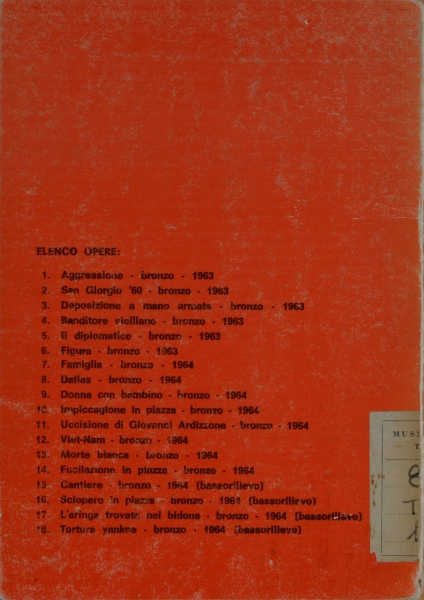 ELENCO OPERE:
1. Aggressione - bronzo - 1963
2. San Giorgio '60 - bronzo - 1963
3. Deposizione a mano armata - bronzo - 1963
4. Banditore siciliano - bronzo - 1963
5. Il diplomatico - bronzo - 1963
6. Figura - bronzo - 1963
7. Famiglia - bronzo - 1964
8. Dallas - bronzo - 1964
9. Donna con bambino - bronzo - 1964
10. Impiccagione in piazza - bronzo - 1964
11. Uccisione di Giovanni Ardizzone - bronzo - 1964
12. Viet-Nam - bronzo - 1964
13. Morte bianca - bronzo - 1964
14. Fucilazione in piazza - bronzo - 1964
15. Cantiere - bronzo - 1964 (bassorilievo)
16. Sciopero in piazza - bronzo - 1964 (bassorilievo)
17. L'aringa trovata nel bidone - bronzo - 1964 (bassorilievo)
18. Tortura yankee - bronzo - 1964 (bassorilievo)
MUS
T
8
T